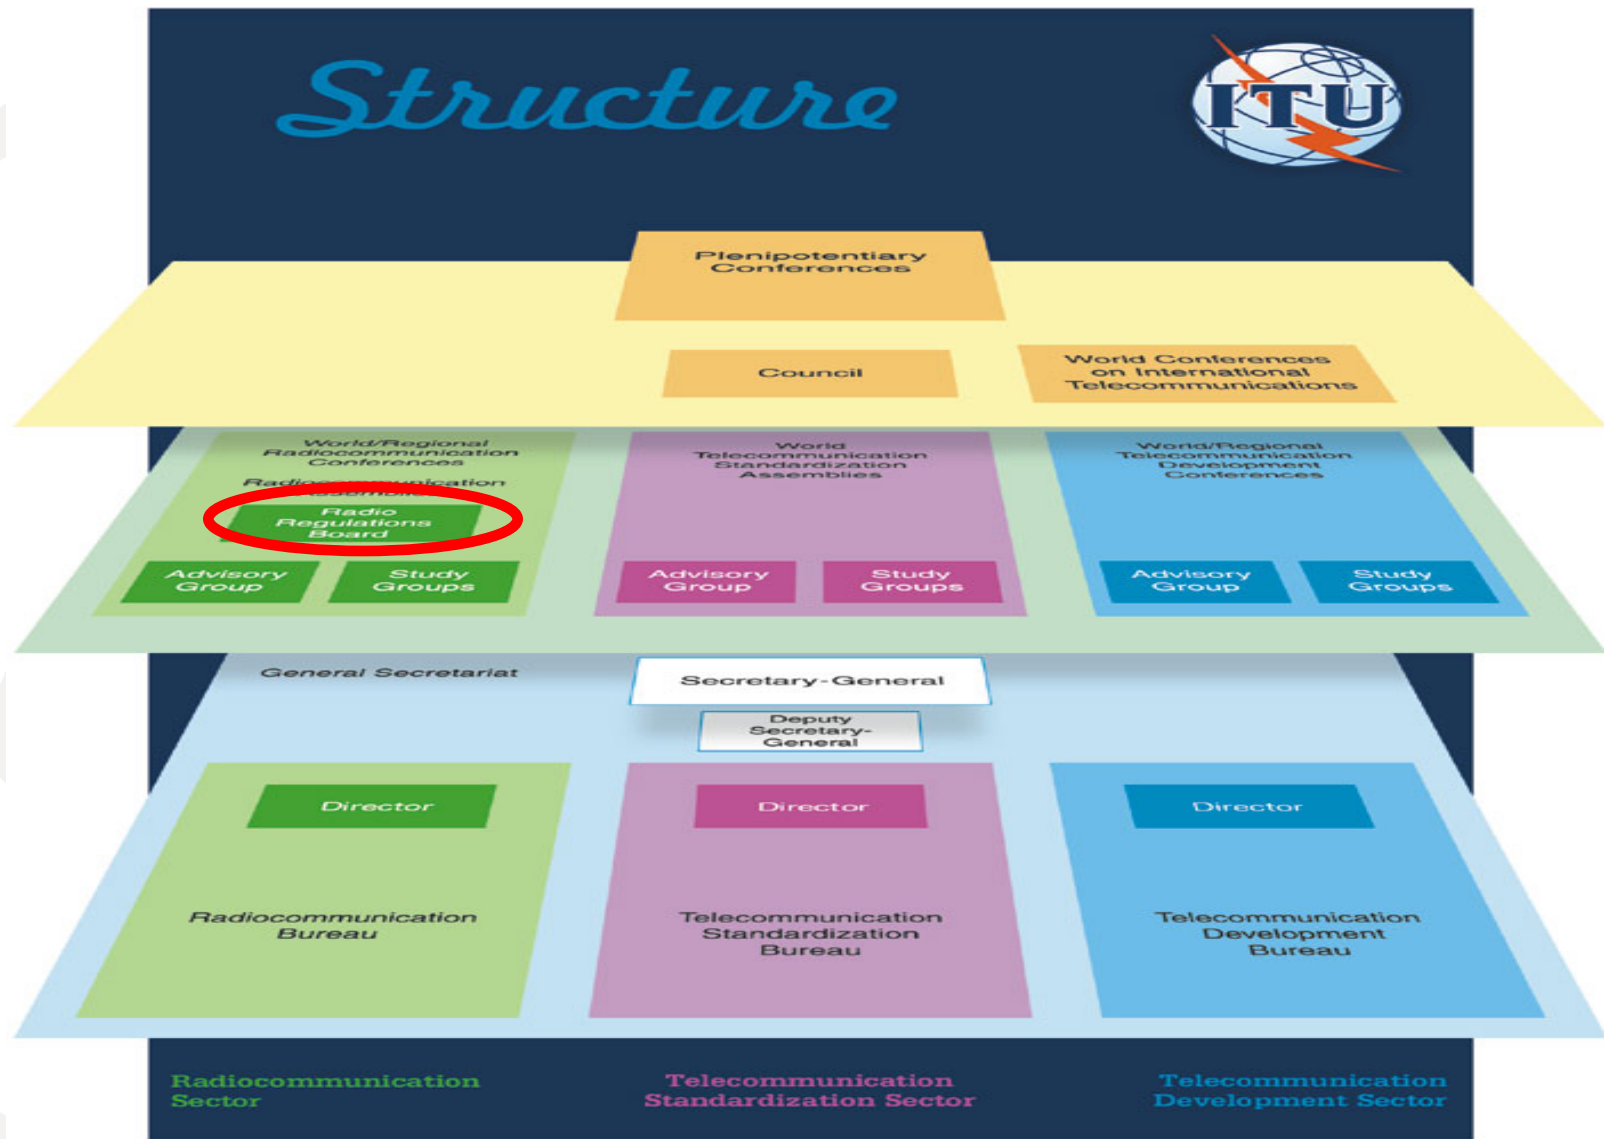 Structure
ITU
Plenipotentiary
Conferences
Council
World Conferences
on International
Telecommunications
World/Regional
Radiocommunication
Conferences
Radiocommunication
Radio
Regulations
Board
Advisory
Group
Study
Groups
World
Telecommunication
Standardization
Assemblies
Advisory
Group
Study
Groups
World/Regional
Telecommunication
Development
Conferences
Advisory
Group
Study
Groups
General Secretariat
Secretary-General
Deputy
Secretary-
General
Director
Radiocommunication
Bureau
Director
Telecommunication
Standardization
Bureau
Director
Telecommunication
Development
Bureau
Radiocommunication
Sector
Telecommunication
Standardization Sector
Telecommunication
Development Sector